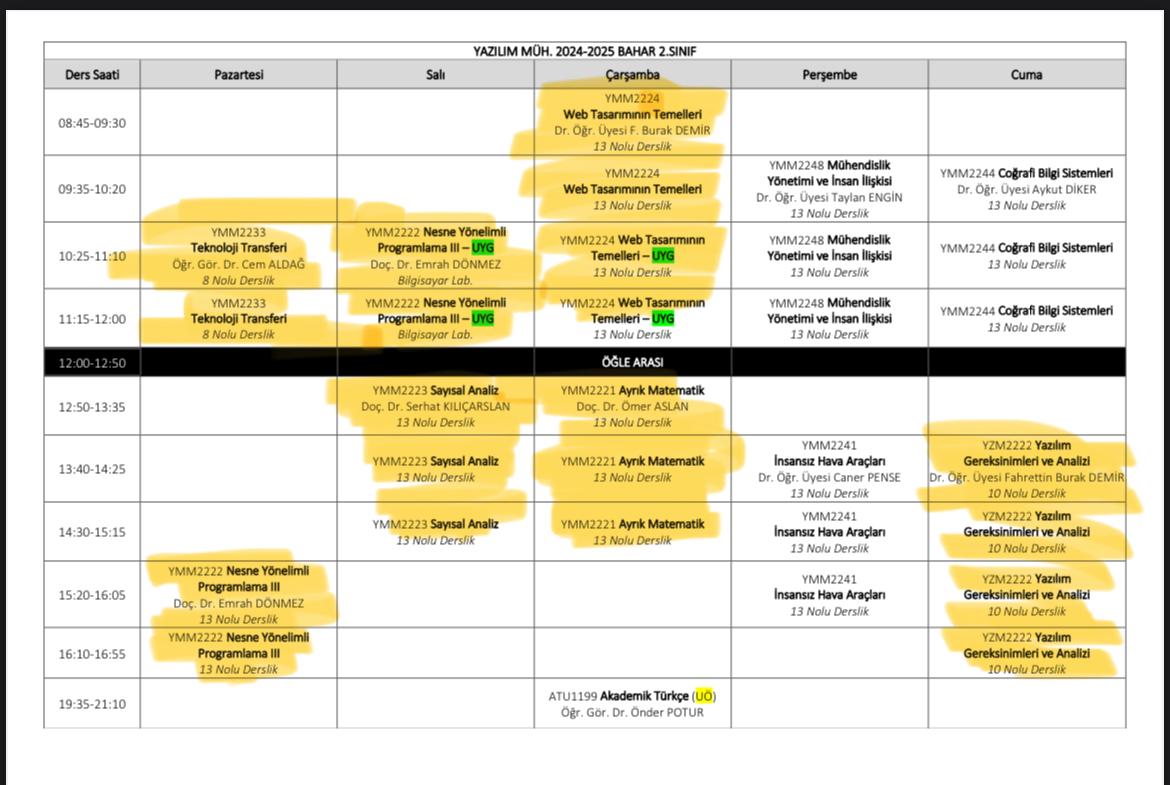 YAZILIM MÜH. 2024-2025 BAHAR 2.SINIF
Ders Saati
Pazartesi
Salı
Çarşamba
Perşembe
Cuma
08:45-09:30
YMM2224
Web Tasarımının Temelleri
Dr. Öğr. Üyesi F. Burak DEMİR
13 Nolu Derslik
09:35-10:20
YMM2224
Web Tasarımının Temelleri
13 Nolu Derslik
YMM2248 Mühendislik
Yönetimi ve İnsan İlişkisi
Dr. Öğr. Üyesi Taylan ENGİN
13 Nolu Derslik
YMM2244 Coğrafi Bilgi Sistemleri
Dr. Öğr. Üyesi Aykut DİKER
13 Nolu Derslik
10:25-11:10
YMM2233
Teknoloji Transferi
Öğr. Gör. Dr. Cem ALDAĞ
8 Nolu Derslik
YMM2222 Nesne Yönelimli
Programlama III – UYG
Doç. Dr. Emrah DÖNMEZ
Bilgisayar Lab.
YMM2224 Web Tasarımının
Temelleri – UYG
13 Nolu Derslik
YMM2248 Mühendislik
Yönetimi ve İnsan İlişkisi
13 Nolu Derslik
YMM2244 Coğrafi Bilgi Sistemleri
13 Nolu Derslik
11:15-12:00
YMM2233
Teknoloji Transferi
8 Nolu Derslik
YMM2222 Nesne Yönelimli
Programlama III – UYG
Bilgisayar Lab.
YMM2224 Web Tasarımının
Temelleri – UYG
13 Nolu Derslik
YMM2248 Mühendislik
Yönetimi ve İnsan İlişkisi
13 Nolu Derslik
YMM2244 Coğrafi Bilgi Sistemleri
13 Nolu Derslik
12:00-12:50
ÖĞLE ARASI
12:50-13:35
YMM2223 Sayısal Analiz
Doç. Dr. Serhat KILIÇARSLAN
13 Nolu Derslik
YMM2221 Ayrık Matematik
Doç. Dr. Ömer ASLAN
13 Nolu Derslik
13:40-14:25
YMM2223 Sayısal Analiz
13 Nolu Derslik
YMM2221 Ayrık Matematik
13 Nolu Derslik
YMM2241
İnsansız Hava Araçları
Dr. Öğr. Üyesi Caner PENSE
13 Nolu Derslik
YZM2222 Yazılım
Gereksinimleri ve Analizi
Dr. Öğr. Üyesi Fahrettin Burak DEMİR
10 Nolu Derslik
14:30-15:15
YMM2223 Sayısal Analiz
13 Nolu Derslik
YMM2221 Ayrık Matematik
13 Nolu Derslik
YMM2241
İnsansız Hava Araçları
13 Nolu Derslik
YZM2222 Yazılım
Gereksinimleri ve Analizi
10 Nolu Derslik
15:20-16:05
YMM2222 Nesne Yönelimli
Programlama III
Doç. Dr. Emrah DÖNMEZ
13 Nolu Derslik
YMM2241
İnsansız Hava Araçları
13 Nolu Derslik
YZM2222 Yazılım
Gereksinimleri ve Analizi
10 Nolu Derslik
16:10-16:55
YMM2222 Nesne Yönelimli
Programlama III
13 Nolu Derslik
YZM2222 Yazılım
Gereksinimleri ve Analizi
10 Nolu Derslik
19:35-21:10
ATU1199 Akademik Türkçe (UÖ)
Öğr. Gör. Dr. Önder POTUR